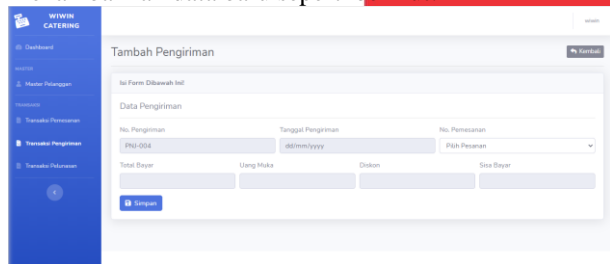 WIWIN
CATERING
wiwin
Dashboard
Tambah Pengiriman
Kembali
MASTER
Master Pelanggan
Isi Form Dibawah Ini!
TRANSAKSI
Data Pengiriman
Transaksi Pemesanan
No. Pengiriman Tanggal Pengiriman No. Pemesanan
Transaksi Pengiriman
PNJ-004 dd/mm/yyyy Pilih Pesanan
Transaksi Pelunasan
Total Bayar Uang Muka Diskon Sisa Bayar
Simpan